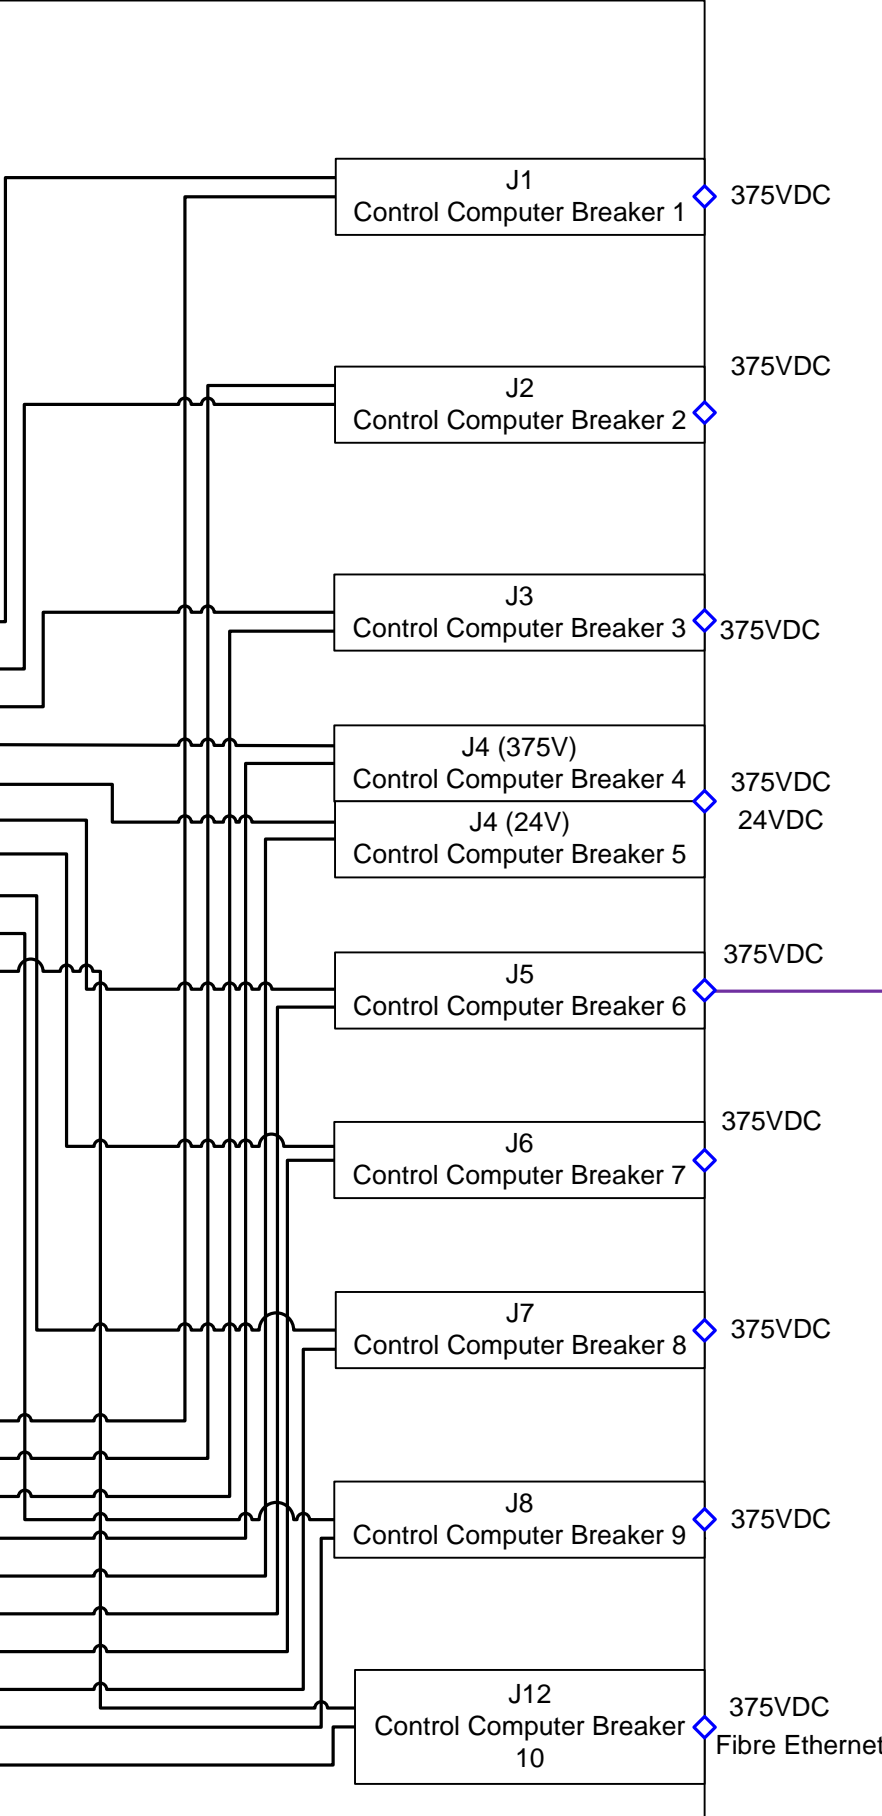 J1
Control Computer Breaker 1
375VDC
375VDC
J2
Control Computer Breaker 2
J3
Control Computer Breaker 3
375VDC
J4 (375V)
Control Computer Breaker 4
375VDC
24VDC
J4 (24V)
Control Computer Breaker 5
375VDC
J5
Control Computer Breaker 6
375VDC
J6
Control Computer Breaker 7
J7
Control Computer Breaker 8
375VDC
J8
Control Computer Breaker 9
375VDC
J12
Control Computer Breaker
10
375VDC
Fibre Ethernet